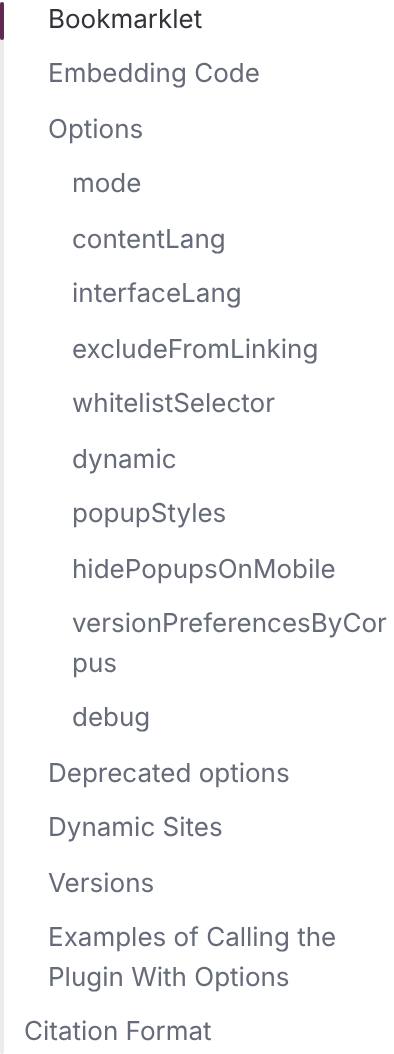 Bookmarklet
Embedding Code
Options
mode
contentLang
interfaceLang
excludeFromLinking
whitelistSelector
dynamic
popupStyles
hidePopupsOnMobile
versionPreferencesByCor
pus
debug
Deprecated options
Dynamic Sites
Versions
Examples of Calling the
Plugin With Options
Citation Format